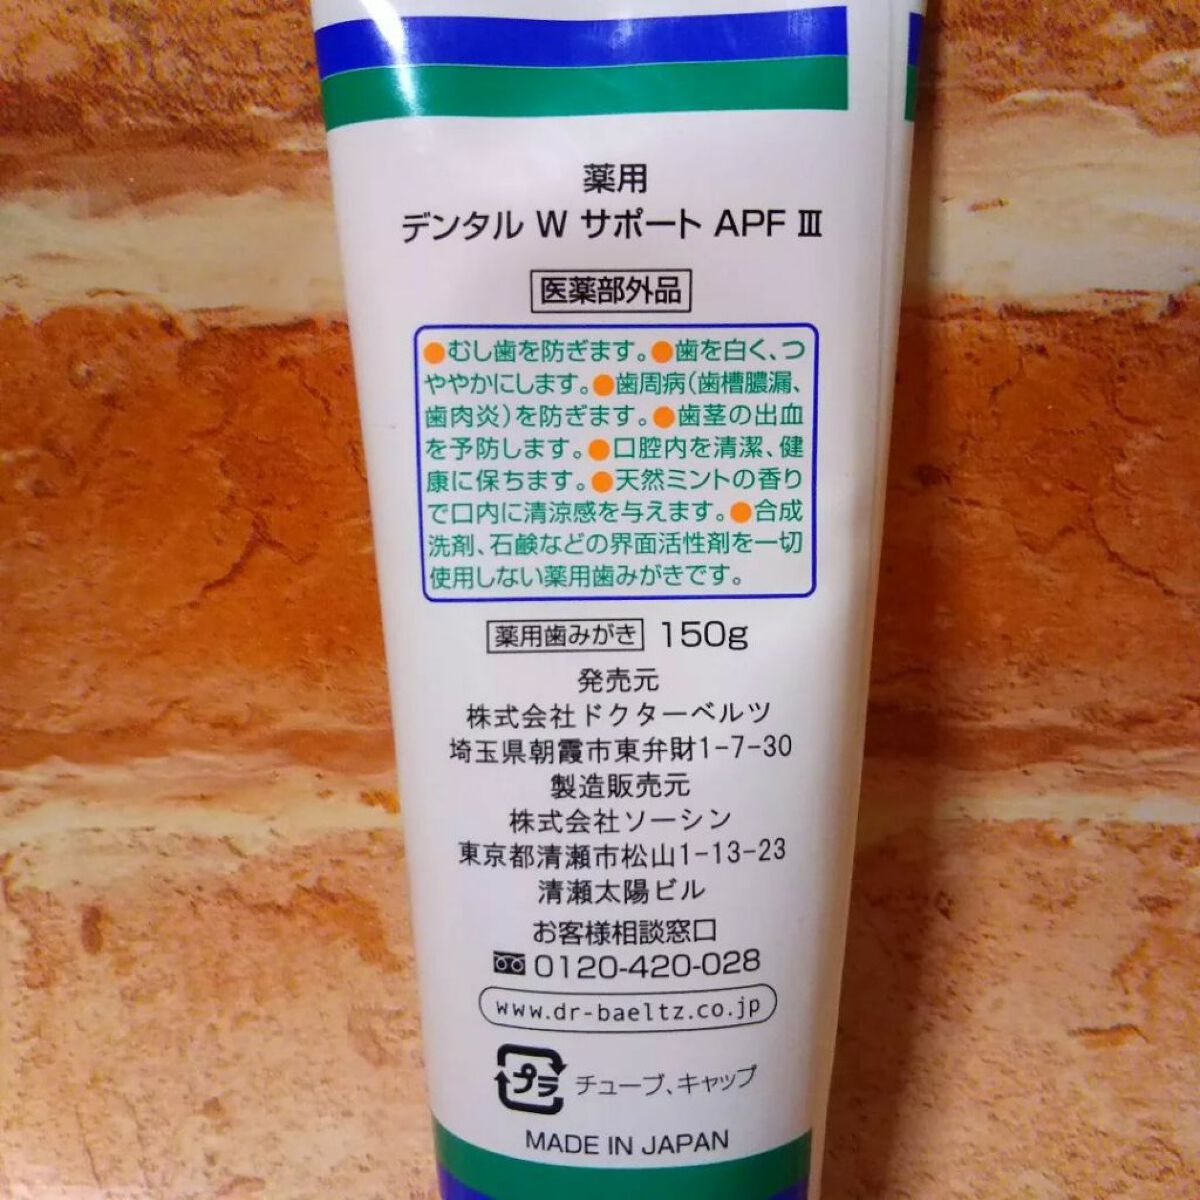 薬用
デンタル W サポート APF Ⅲ
医薬部外品
●むし歯を防ぎます。●歯を白く、つ
ややかにします。●歯周病(歯槽膿漏、
歯肉炎)を防ぎます。●歯茎の出血
を予防します。●口腔内を清潔、健
康に保ちます。●天然ミントの香り
で口内に清涼感を与えます。●合成
洗剤、石鹸などの界面活性剤を一切
使用しない薬用歯みがきです。
薬用歯みがき 150g
発売元
株式会社ドクターベルツ
埼玉県朝霞市東弁財1-7-30
製造販売元
株式会社ソーシン
東京都清瀬市松山1-13-23
清瀬太陽ビル
お客様相談窓口
0120-420-028
www.dr-baeltz.co.jp
プラ チューブ、キャップ
MADE IN JAPAN